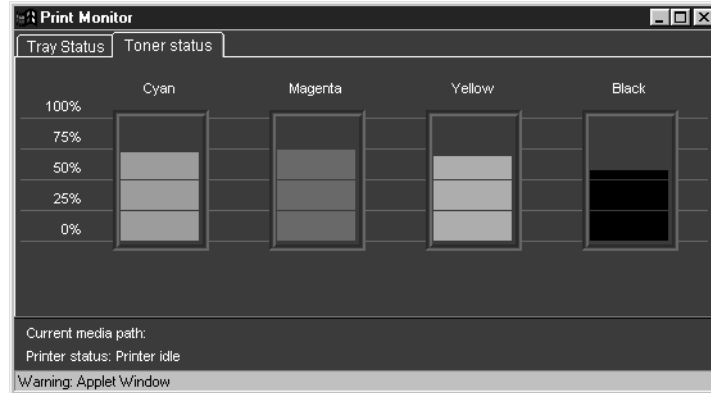 Print Monitor
Tray Status Toner status
Cyan Magenta Yellow Black
100%
75%
50%
25%
0%
Current media path:
Printer status: Printer idle
Warning: Applet Window